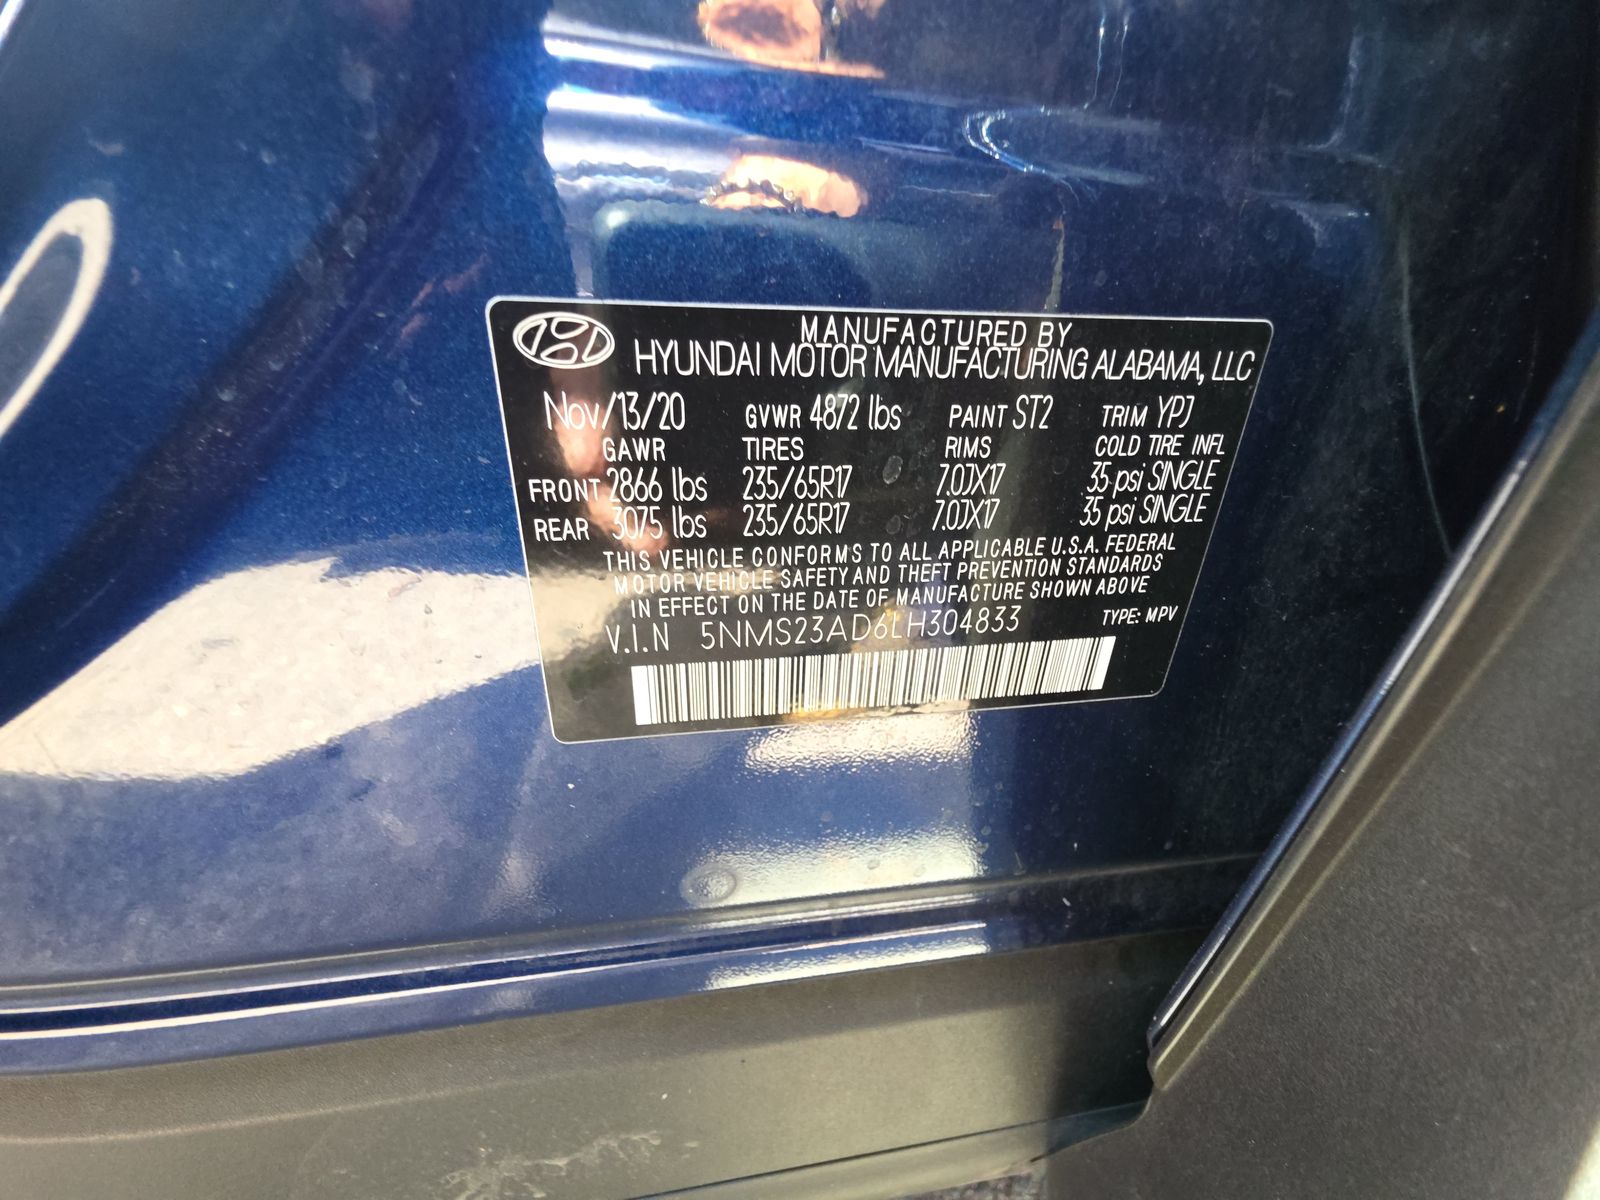 MANUFACTURED BY
HYUNDAI MOTOR MANUFACTURING ALABAMA, LLC
Nov/13/20 GVWR 4872 lbs PAINT ST2 TRIM YPJ
GAWR TIRES RIMS COLD TIRE INFL
FRONT 2866 lbs 235/65R17 7.0JX17 35 psi SINGLE
REAR 3075 lbs 235/65R17 7.0JX17 35 psi SINGLE
THIS VEHICLE CONFORMS TO ALL APPLICABLE U.S.A. FEDERAL
MOTOR VEHICLE SAFETY AND THEFT PREVENTION STANDARDS
IN EFFECT ON THE DATE OF MANUFACTURE SHOWN ABOVE
V.I.N 5NMS23AD6LH304833 TYPE: MPV